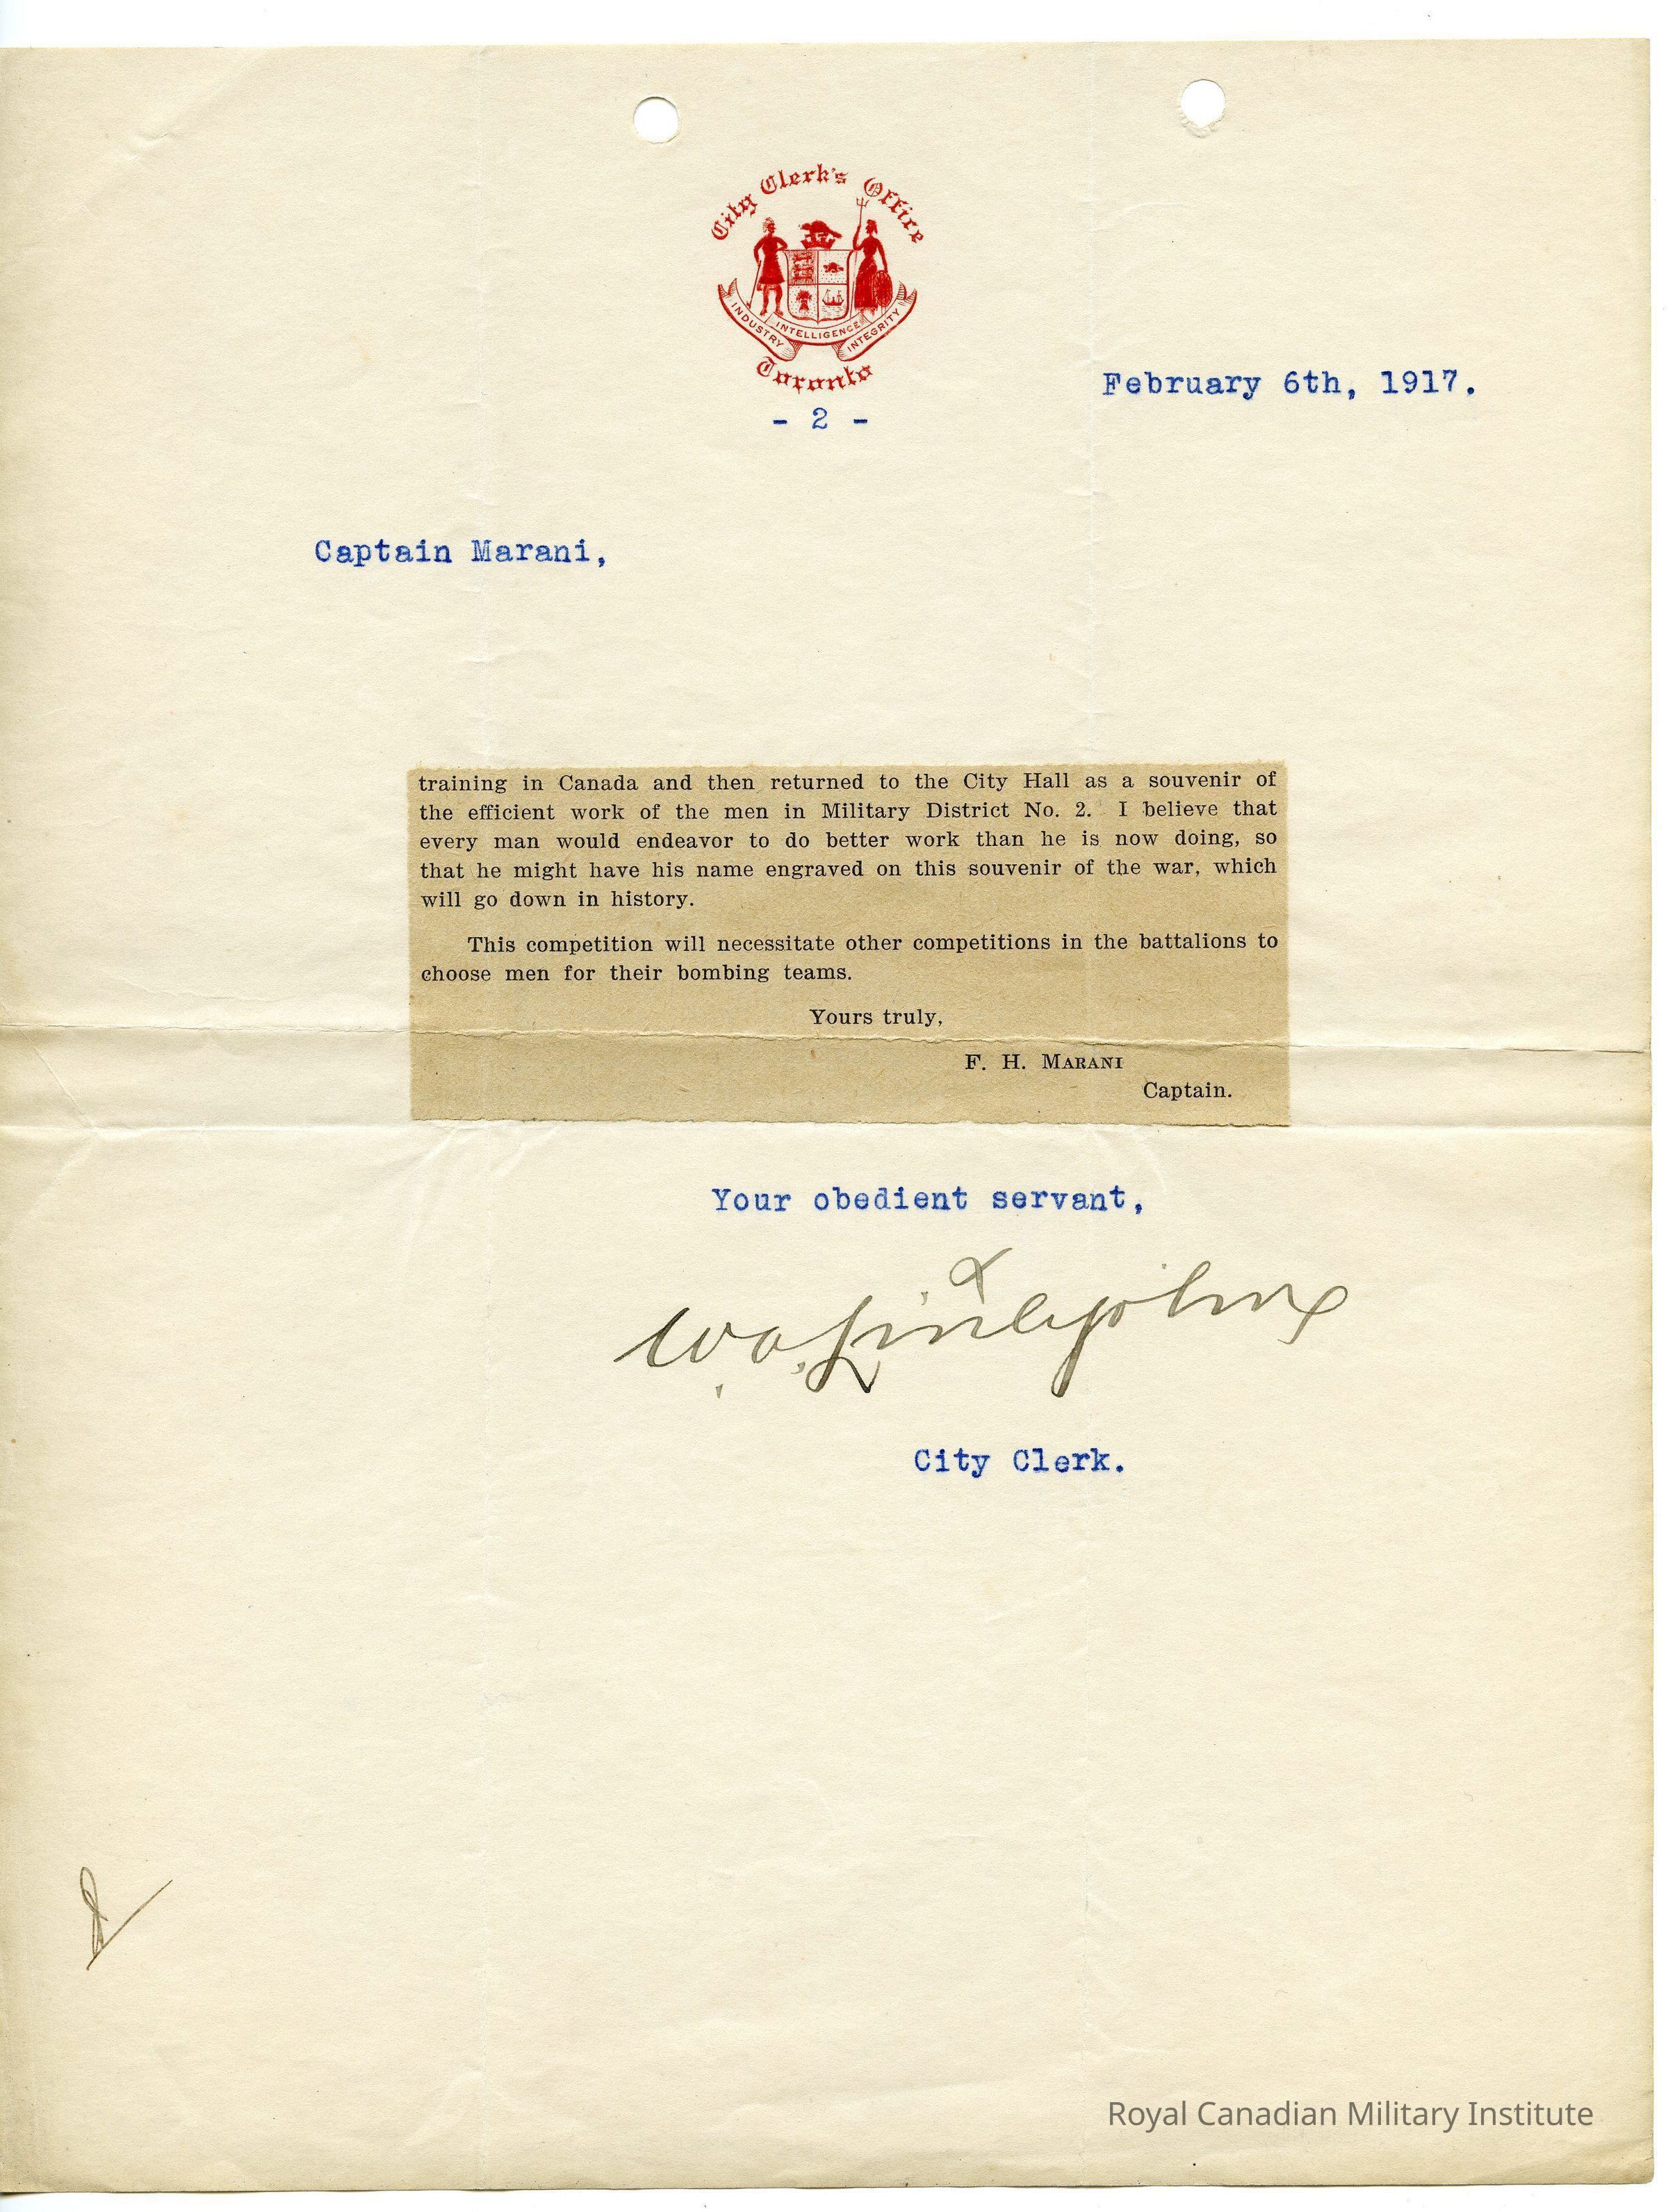 City Clerk's Office
INDUSTRY INTELLIGENCE INTEGRITY
Toronto
February 6th, 1917.
- 2 -
Captain Marani,
training in Canada and then returned to the City Hall as a souvenir of
the efficient work of the men in Military District No. 2. I believe that
every man would endeavor to do better work than he is now doing, so
that he might have his name engraved on this souvenir of the war, which
will go down in history.
This competition will necessitate other competitions in the battalions to
choose men for their bombing teams.
Yours truly,
F. H. MARANI
Captain.
Your obedient servant,
W. A. Littlejohn
City Clerk.
Royal Canadian Military Institute